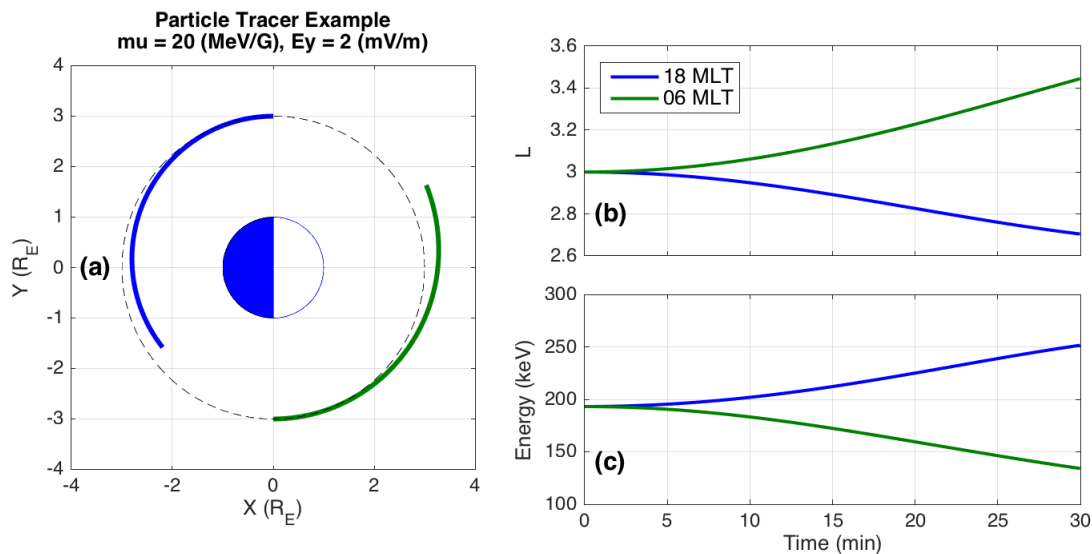 Particle Tracer Example
mu = 20 (MeV/G), Ey = 2 (mV/m)
4
3
2
1
0
-1
-2
-3
-4
Y (R_E)
(a)
-4 -2 0 2 4
X (R_E)
3.6
3.4
3.2
3
2.8
2.6
L
18 MLT
06 MLT
(b)
300
250
200
150
100
Energy (keV)
(c)
0 5 10 15 20 25 30
Time (min)